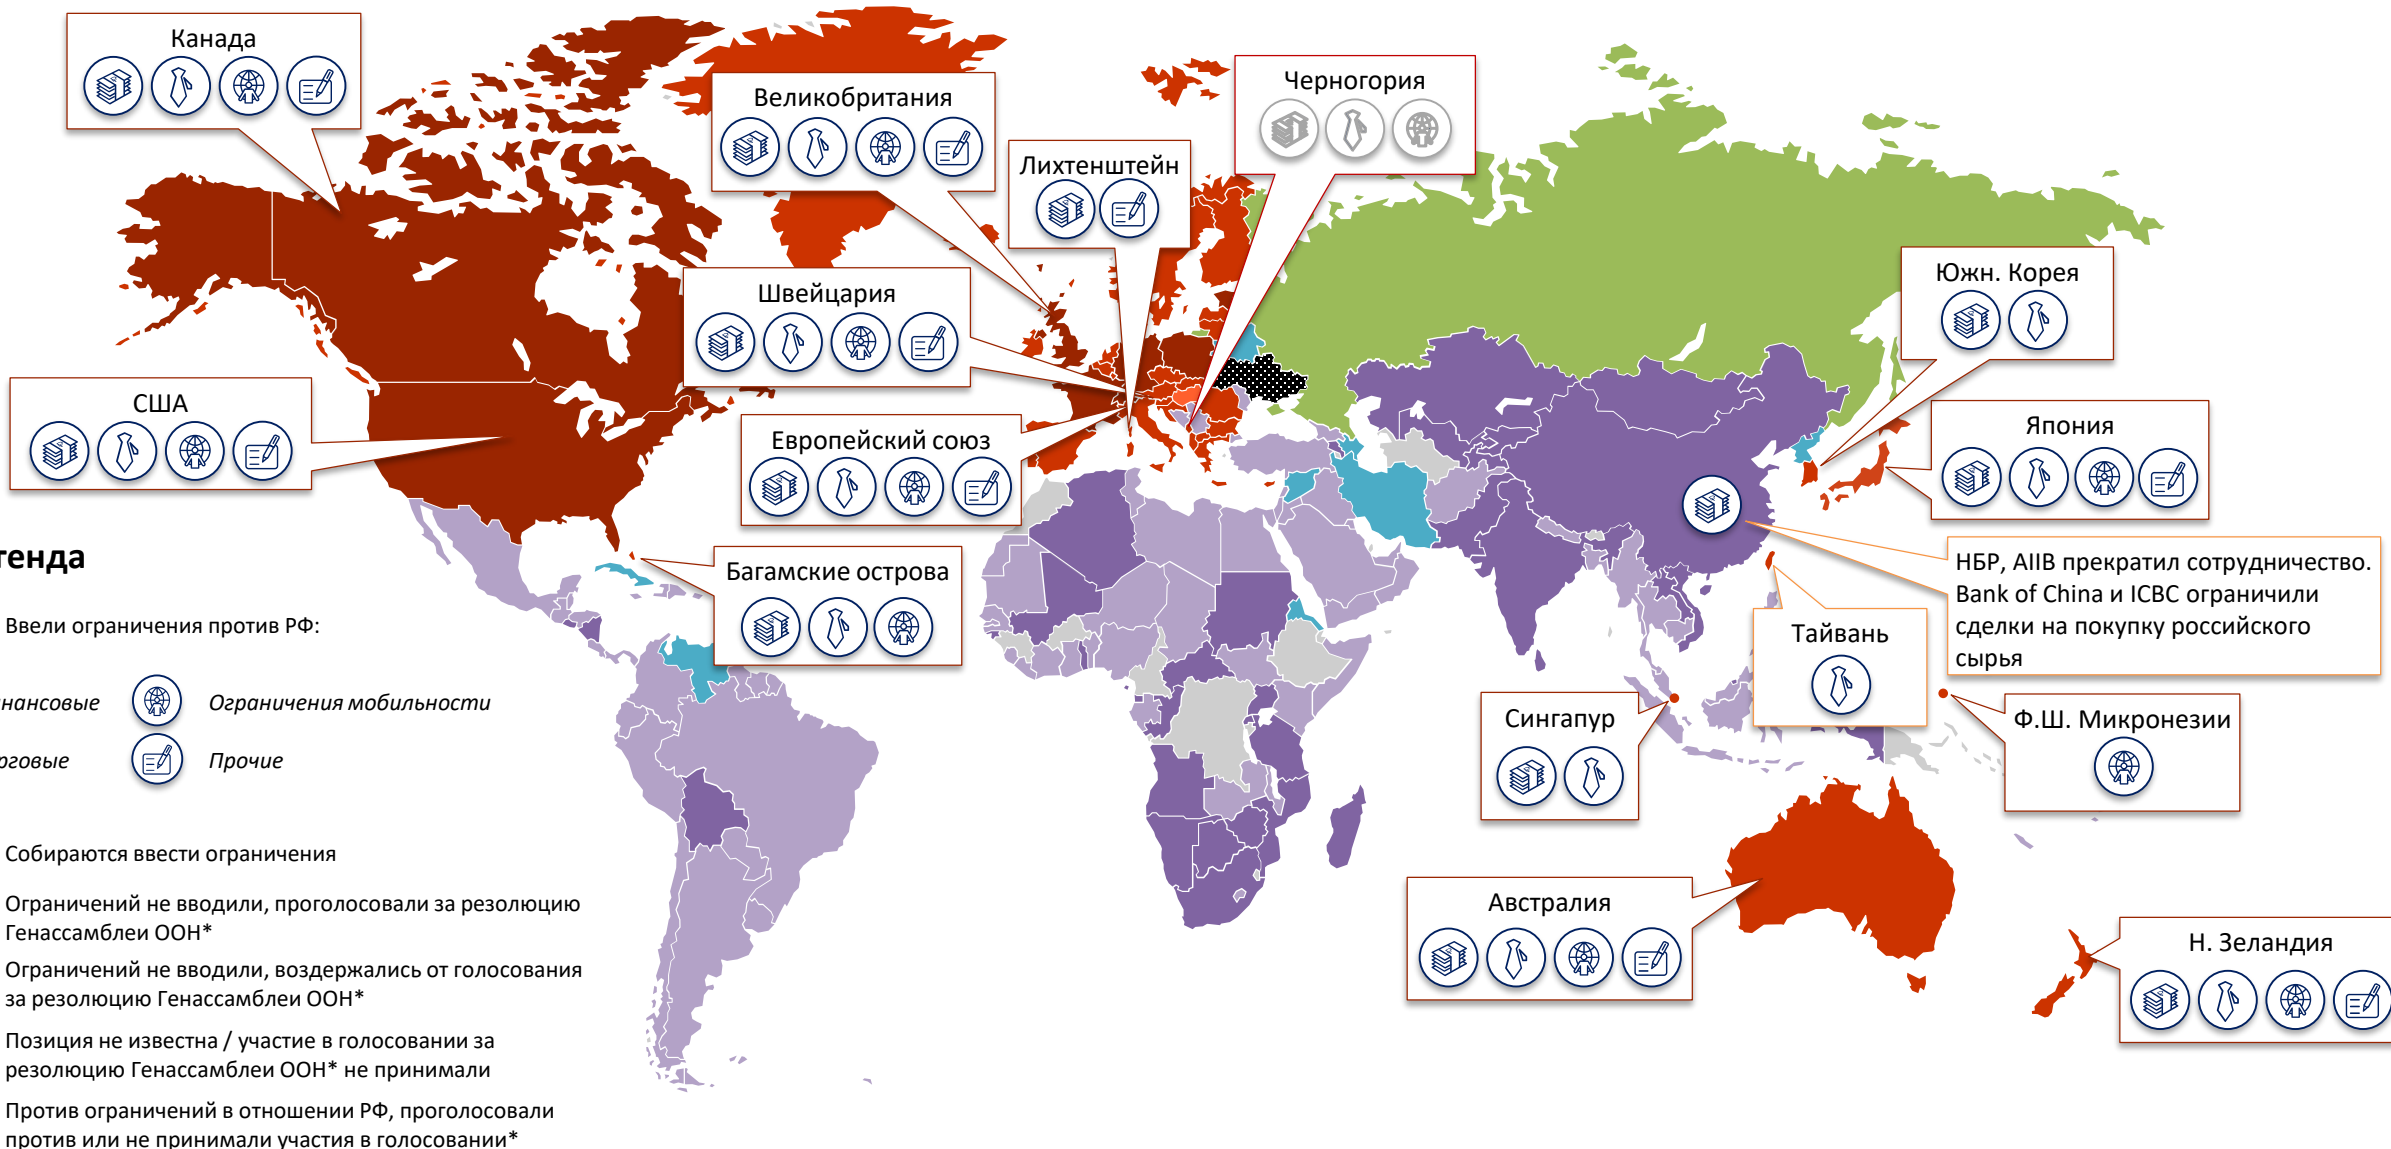 Канада
Великобритания
Черногория
Лихтенштейн
Южн. Корея
Швейцария
США
Европейский союз
Япония
тенда
Багамские острова
НБР, AIIB прекратил сотрудничество.
Bank of China и ICBC ограничили
сделки на покупку российского
сырья
Тайвань
Ввели ограничения против РФ:
нансовые
Ограничения мобильности
Сингапур
Ф.Ш. Микронезии
рговые
Прочие
Собираются ввести ограничения
Ограничений не вводили, проголосовали за резолюцию
Генассамблеи ООН*
Австралия
Н. Зеландия
Ограничений не вводили, воздержались от голосования
за резолюцию Генассамблеи ООН*
Позиция не известна / участие в голосовании за
резолюцию Генассамблеи ООН* не принимали
Против ограничений в отношении РФ, проголосовали
против или не принимали участия в голосовании*